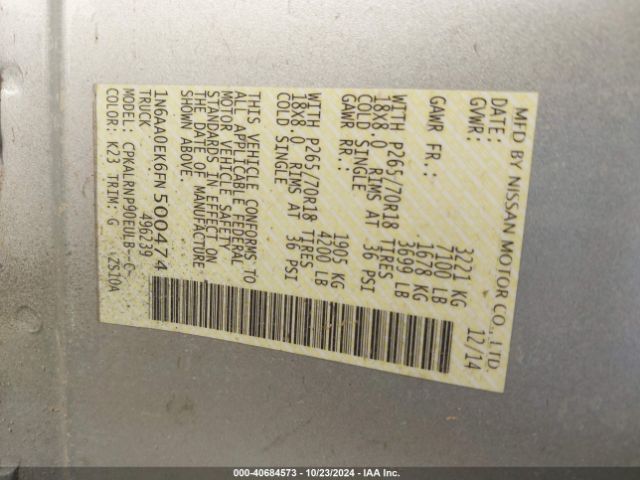 MFD BY NISSAN MOTOR CO., LTD.
DATE: 12/14
GVWR: 3221 KG
7100 LB
GAWR FR.: 1678 KG
3699 LB
WITH P265/70R18 TIRES
18X8.0 RIMS AT 36 PSI
COLD SINGLE
GAWR RR.: 1905 KG
4200 LB
WITH P265/70R18 TIRES
18X8.0 RIMS AT 36 PSI
COLD SINGLE
THIS VEHICLE CONFORMS TO
ALL APPLICABLE FEDERAL
MOTOR VEHICLE SAFETY
STANDARDS IN EFFECT ON
THE DATE OF MANUFACTURE
SHOWN ABOVE.
1N6AA0EK6FN500474
TRUCK 496239
MODEL: CPKALRNP90EULB--C-
COLOR: K23 TRIM: G ZS10A
000-40684573 - 10/23/2024 - IAA Inc.